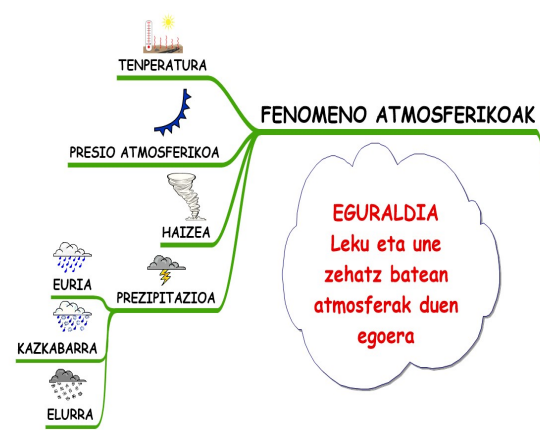 TENPERATURA
FENOMENO ATMOSFERIKOAK
PRESIO ATMOSFERIKOA
HAIZEA
PREZIPITAZIOA
EURIA
KAZKABARRA
ELURRA
EGURALDIA
Leku eta une
zehatz batean
atmosferak duen
egoera